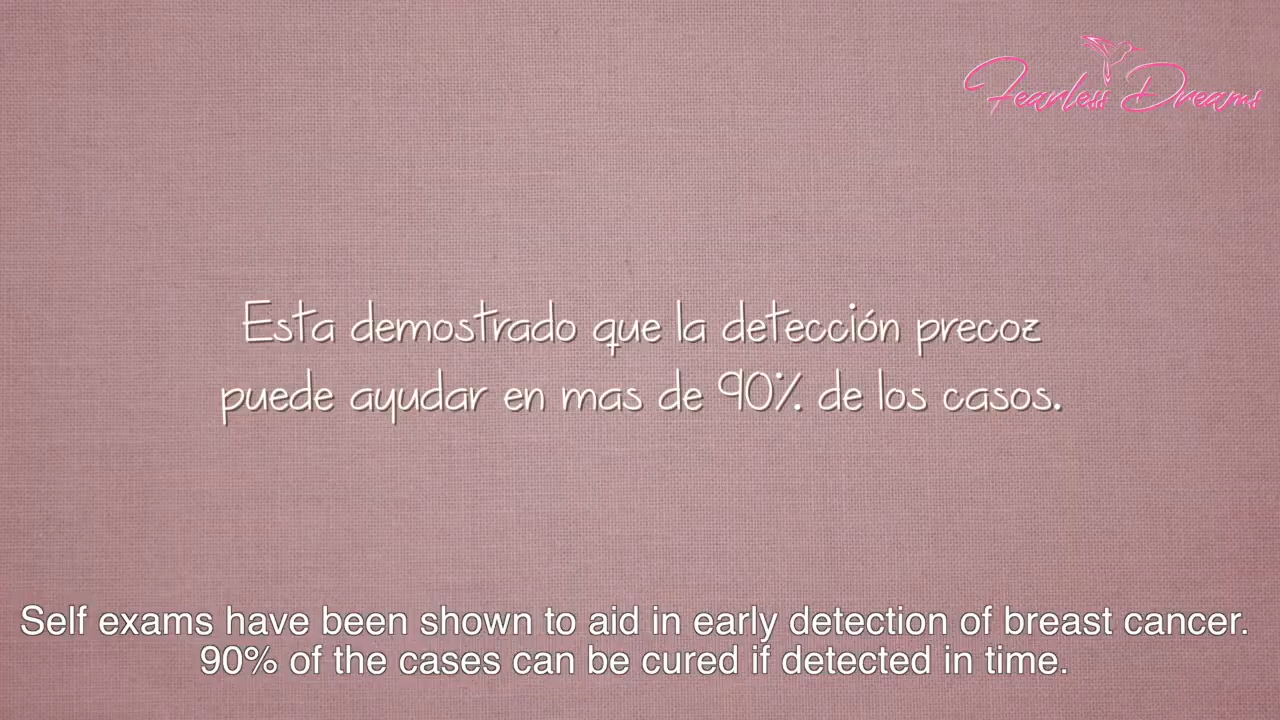 Fearless Dreams
Esta demostrado que la detección precoz
puede ayudar en mas de 90% de los casos.
Self exams have been shown to aid in early detection of breast cancer.
90% of the cases can be cured if detected in time.